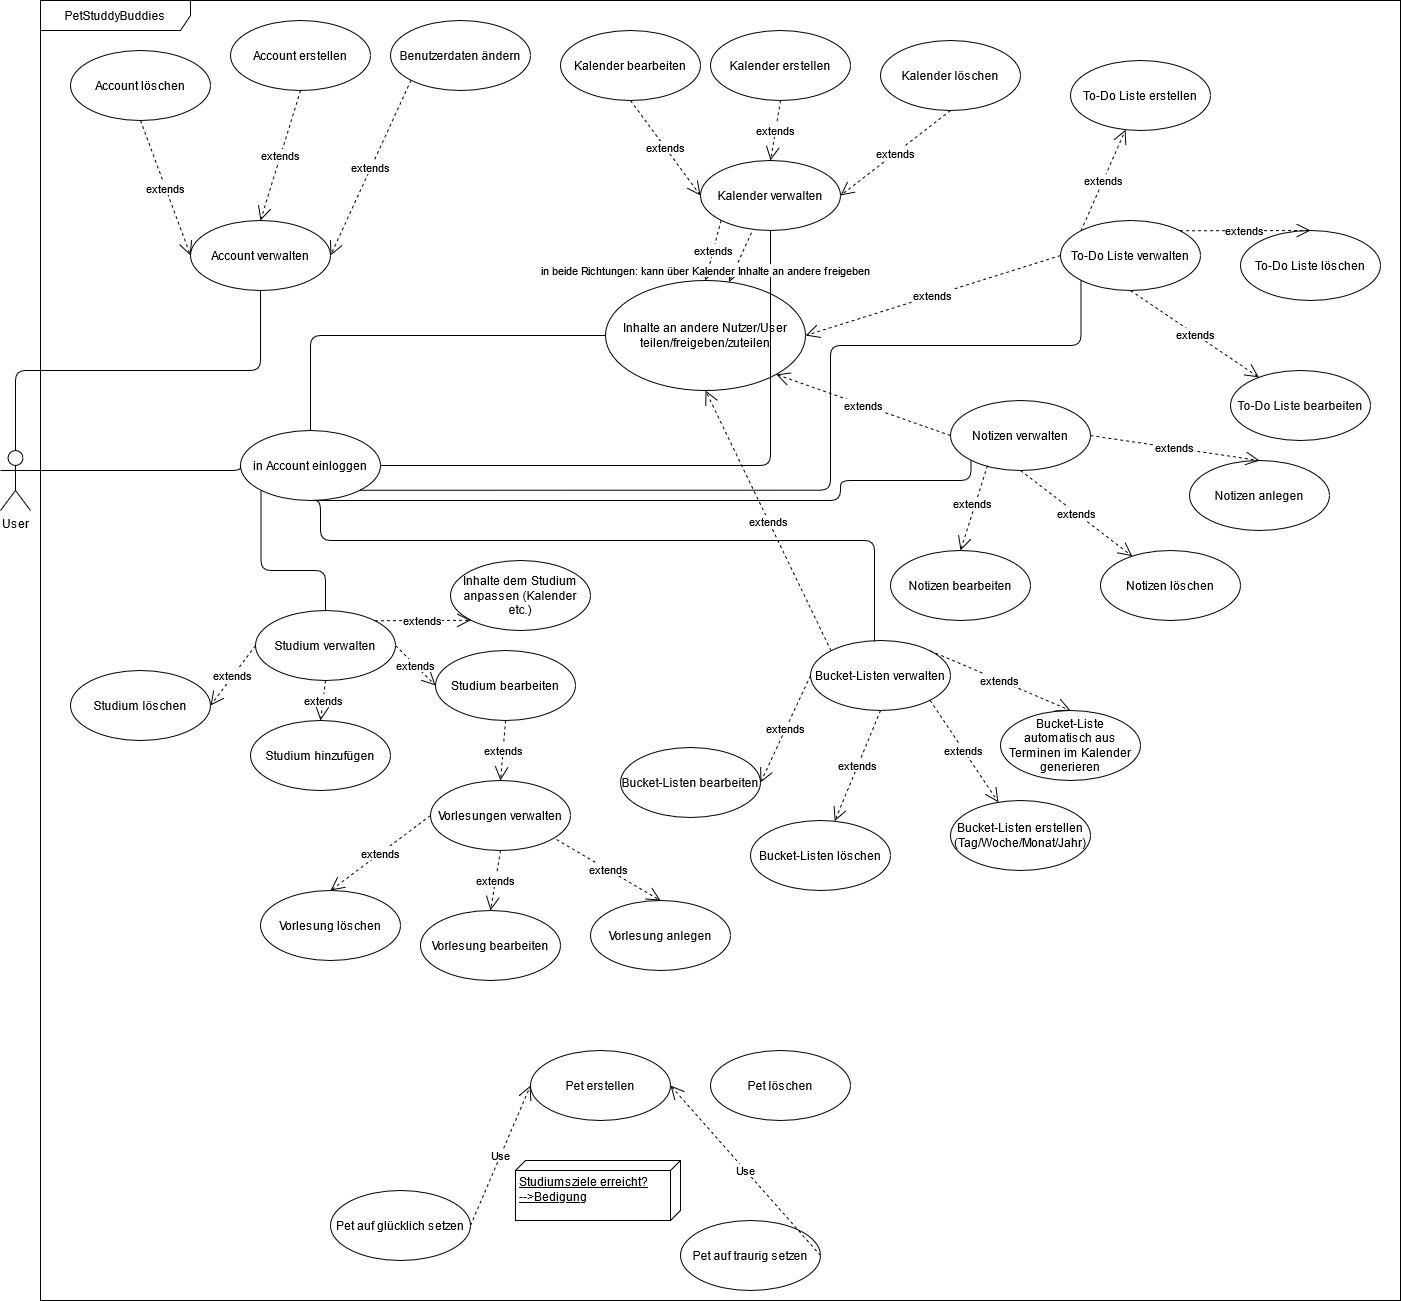 PetStuddyBuddies
Account löschen
Account erstellen
Benutzerdaten ändern
Kalender bearbeiten
Kalender erstellen
Kalender löschen
To-Do Liste erstellen
extends
extends
extends
extends
extends
extends
extends
Account verwalten
Kalender verwalten
To-Do Liste verwalten
extends
To-Do Liste löschen
extends
in beide Richtungen: kann über Kalender Inhalte an andere freigeben
extends
extends
To-Do Liste bearbeiten
Inhalte an andere Nutzer/User
teilen/freigeben/zuteilen
extends
Notizen verwalten
extends
Notizen anlegen
in Account einloggen
User
extends
extends
extends
Notizen bearbeiten
Notizen löschen
Inhalte dem Studium
anpassen (Kalender
etc.)
extends
Studium verwalten
extends
extends
Studium bearbeiten
Studium löschen
extends
Studium hinzufügen
Bucket-Listen verwalten
extends
Bucket-Liste
automatisch aus
Terminen im Kalender
generieren
extends
extends
extends
extends
Bucket-Listen bearbeiten
Bucket-Listen erstellen
(Tag/Woche/Monat/Jahr)
Bucket-Listen löschen
Vorlesungen verwalten
extends
extends
extends
Vorlesung löschen
Vorlesung bearbeiten
Vorlesung anlegen
Pet erstellen
Pet löschen
Use
Use
Studiumsziele erreicht?
-->Bedigung
Pet auf glücklich setzen
Pet auf traurig setzen